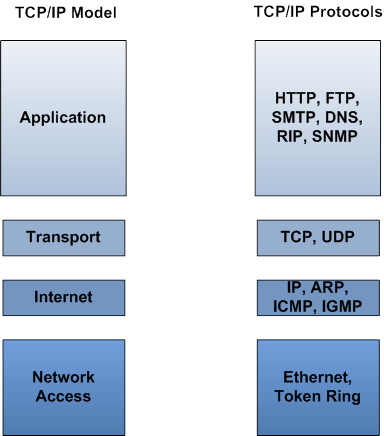 TCP/IP Model
TCP/IP Protocols
Application
HTTP, FTP,
SMTP, DNS,
RIP, SNMP
Transport
TCP, UDP
Internet
IP, ARP,
ICMP, IGMP
Network
Access
Ethernet,
Token Ring